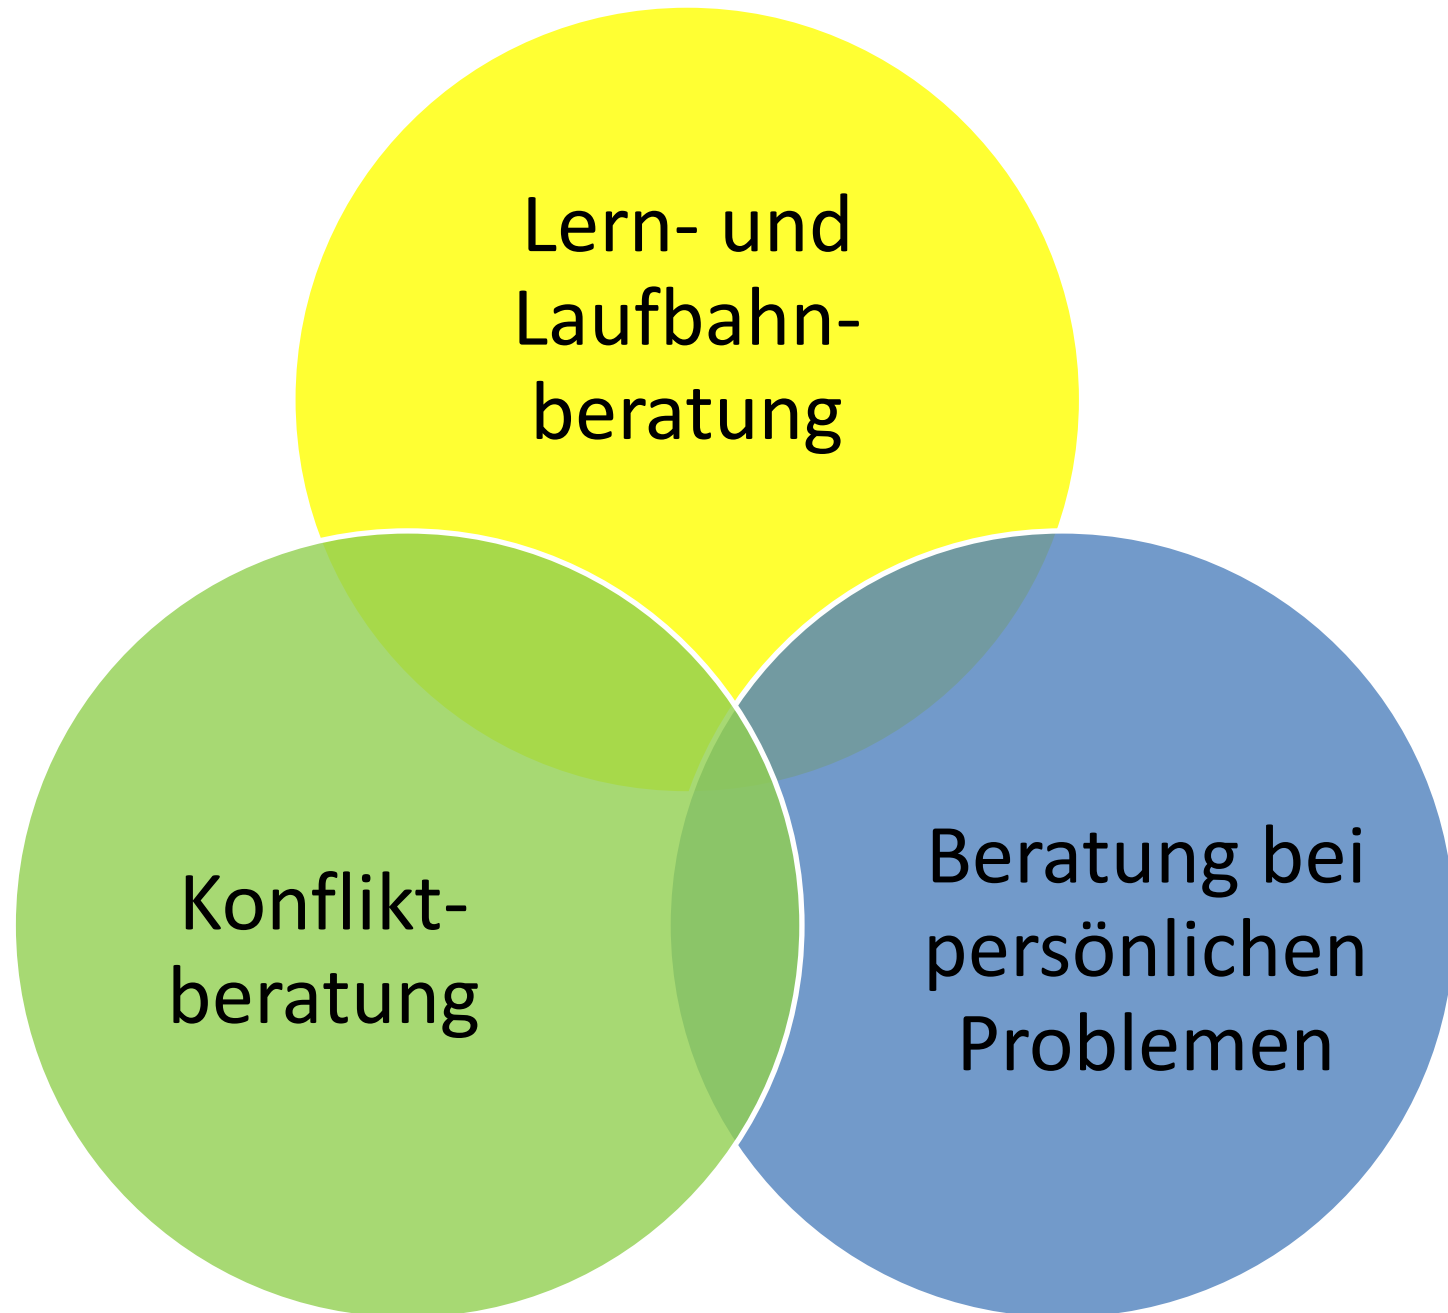 Lern- und
Laufbahn-
beratung
Konflikt-
beratung
Beratung bei
persönlichen
Problemen